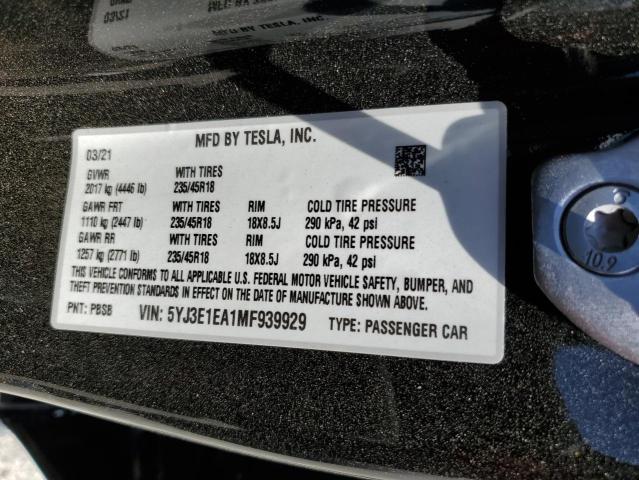 MFD BY TESLA, INC.
03/21
GVWR WITH TIRES
2017 kg (4446 lb) 235/45R18
GAWR FRT WITH TIRES RIM COLD TIRE PRESSURE
1110 kg (2447 lb) 235/45R18 18X8.5J 290 kPa, 42 psi
GAWR RR WITH TIRES RIM COLD TIRE PRESSURE
1257 kg (2771 lb) 235/45R18 18X8.5J 290 kPa, 42 psi
THIS VEHICLE CONFORMS TO ALL APPLICABLE U.S. FEDERAL MOTOR VEHICLE SAFETY, BUMPER, AND
THEFT PREVENTION STANDARDS IN EFFECT ON THE DATE OF MANUFACTURE SHOWN ABOVE.
PNT: PBSB VIN: 5YJ3E1EA1MF939929 TYPE: PASSENGER CAR
10.9